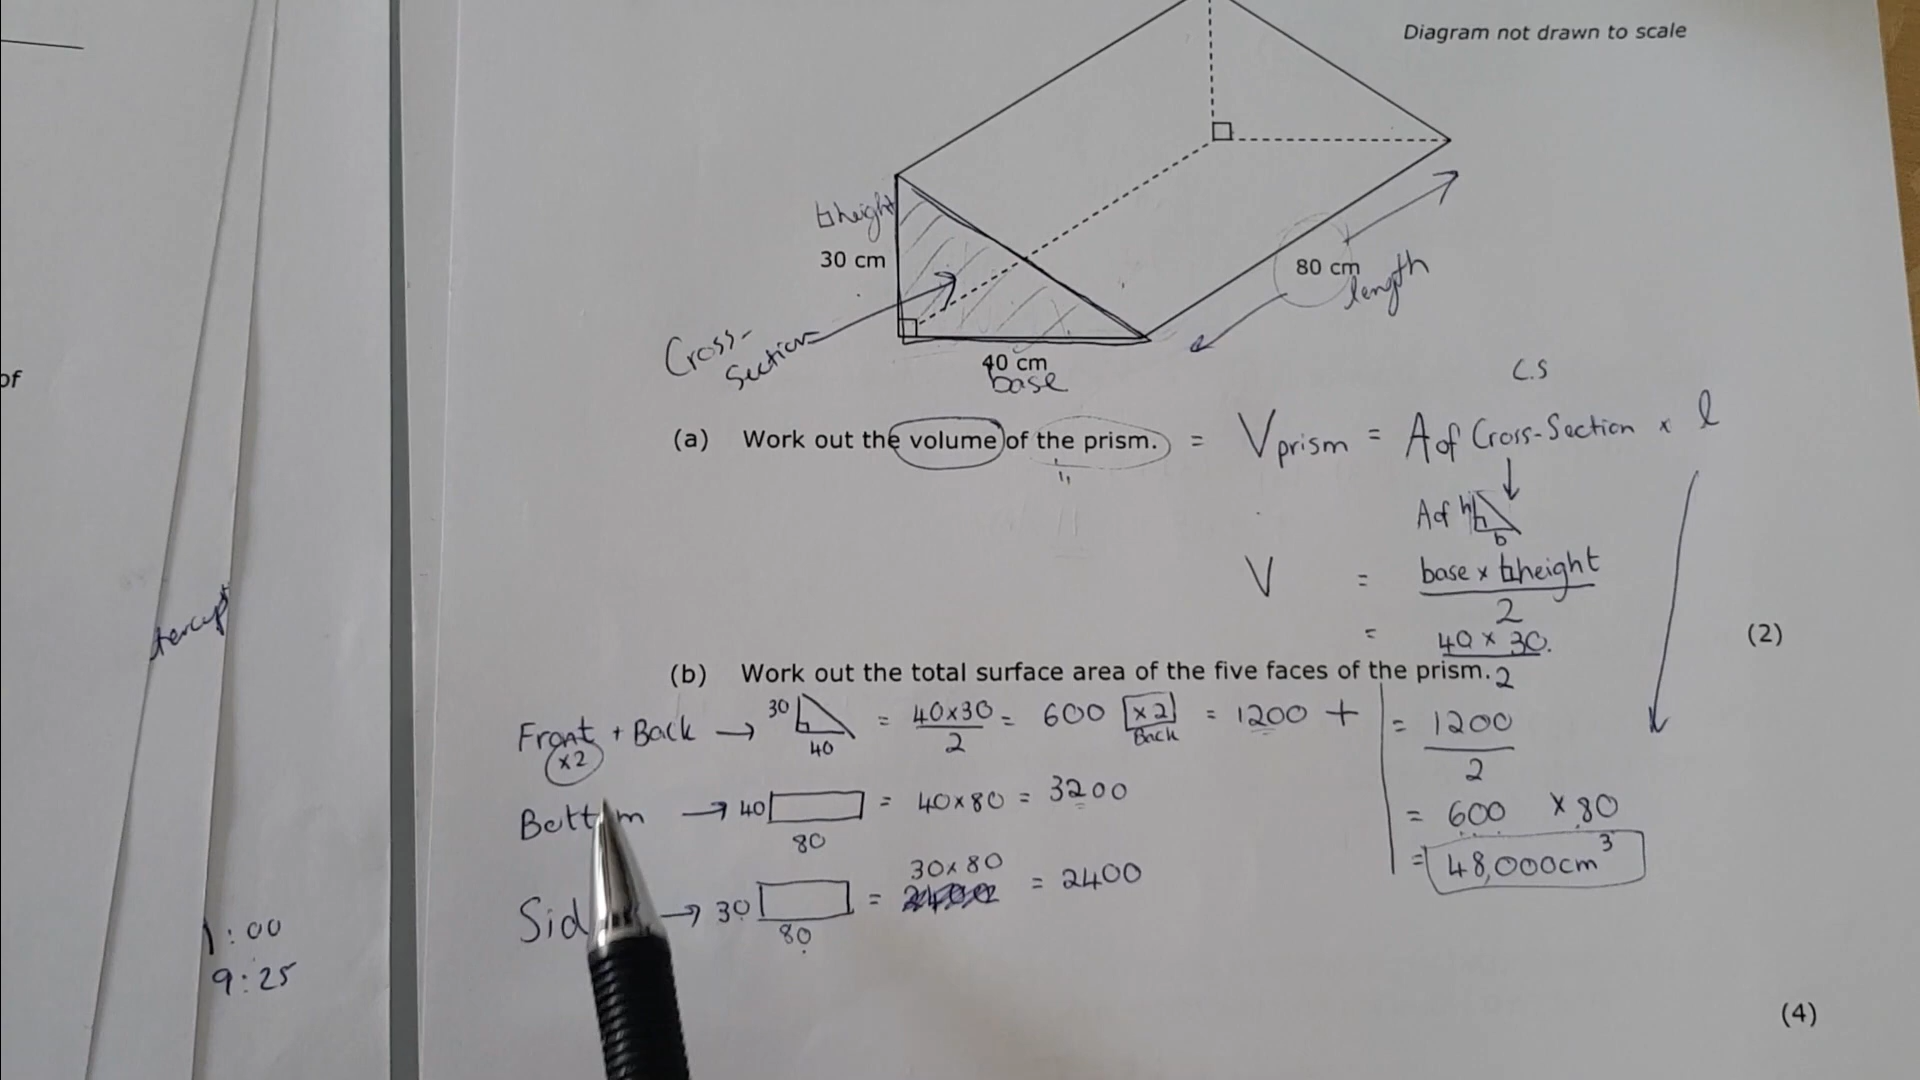 Diagram not drawn to scale
height
30 cm
80 cm
length
Cross-
Section
40 cm
base
C.S
(a) Work out the volume of the prism. = Vprism = A of Cross-Section x l
A of h
b
V = base x height
2
= 40 x 30.
2
(2)
(b) Work out the total surface area of the five faces of the prism.
Front + Back → 30 = 40x30 = 600 x2 = 1200 +
x2 40 2 Back
= 1200
2
Bottom → 40 = 40x80 = 3200
80
= 600 x 80
= 48,000cm³
30x80
→ 30 = = 2400
80
(4)
of
1:00
9:25